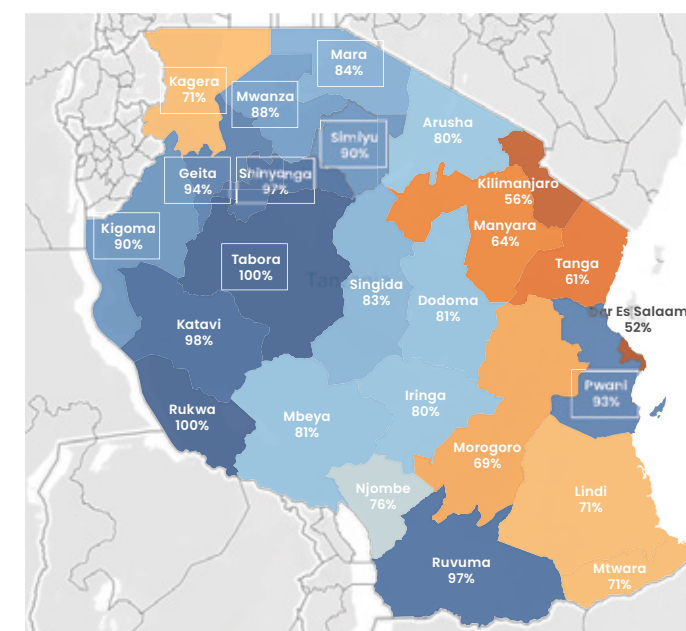 Mara
84%
Kagera
71%
Mwanza
88%
Arusha
80%
Simiyu
90%
Geita
94%
Shinyanga
97%
Kilimanjaro
56%
Kigoma
90%
Manyara
64%
Tabora
100%
Tanga
61%
Singida
83%
Dodoma
81%
Dar Es Salaam
52%
Katavi
98%
Pwani
93%
Iringa
80%
Rukwa
100%
Mbeya
81%
Morogoro
69%
Njombe
76%
Lindi
71%
Ruvuma
97%
Mtwara
71%